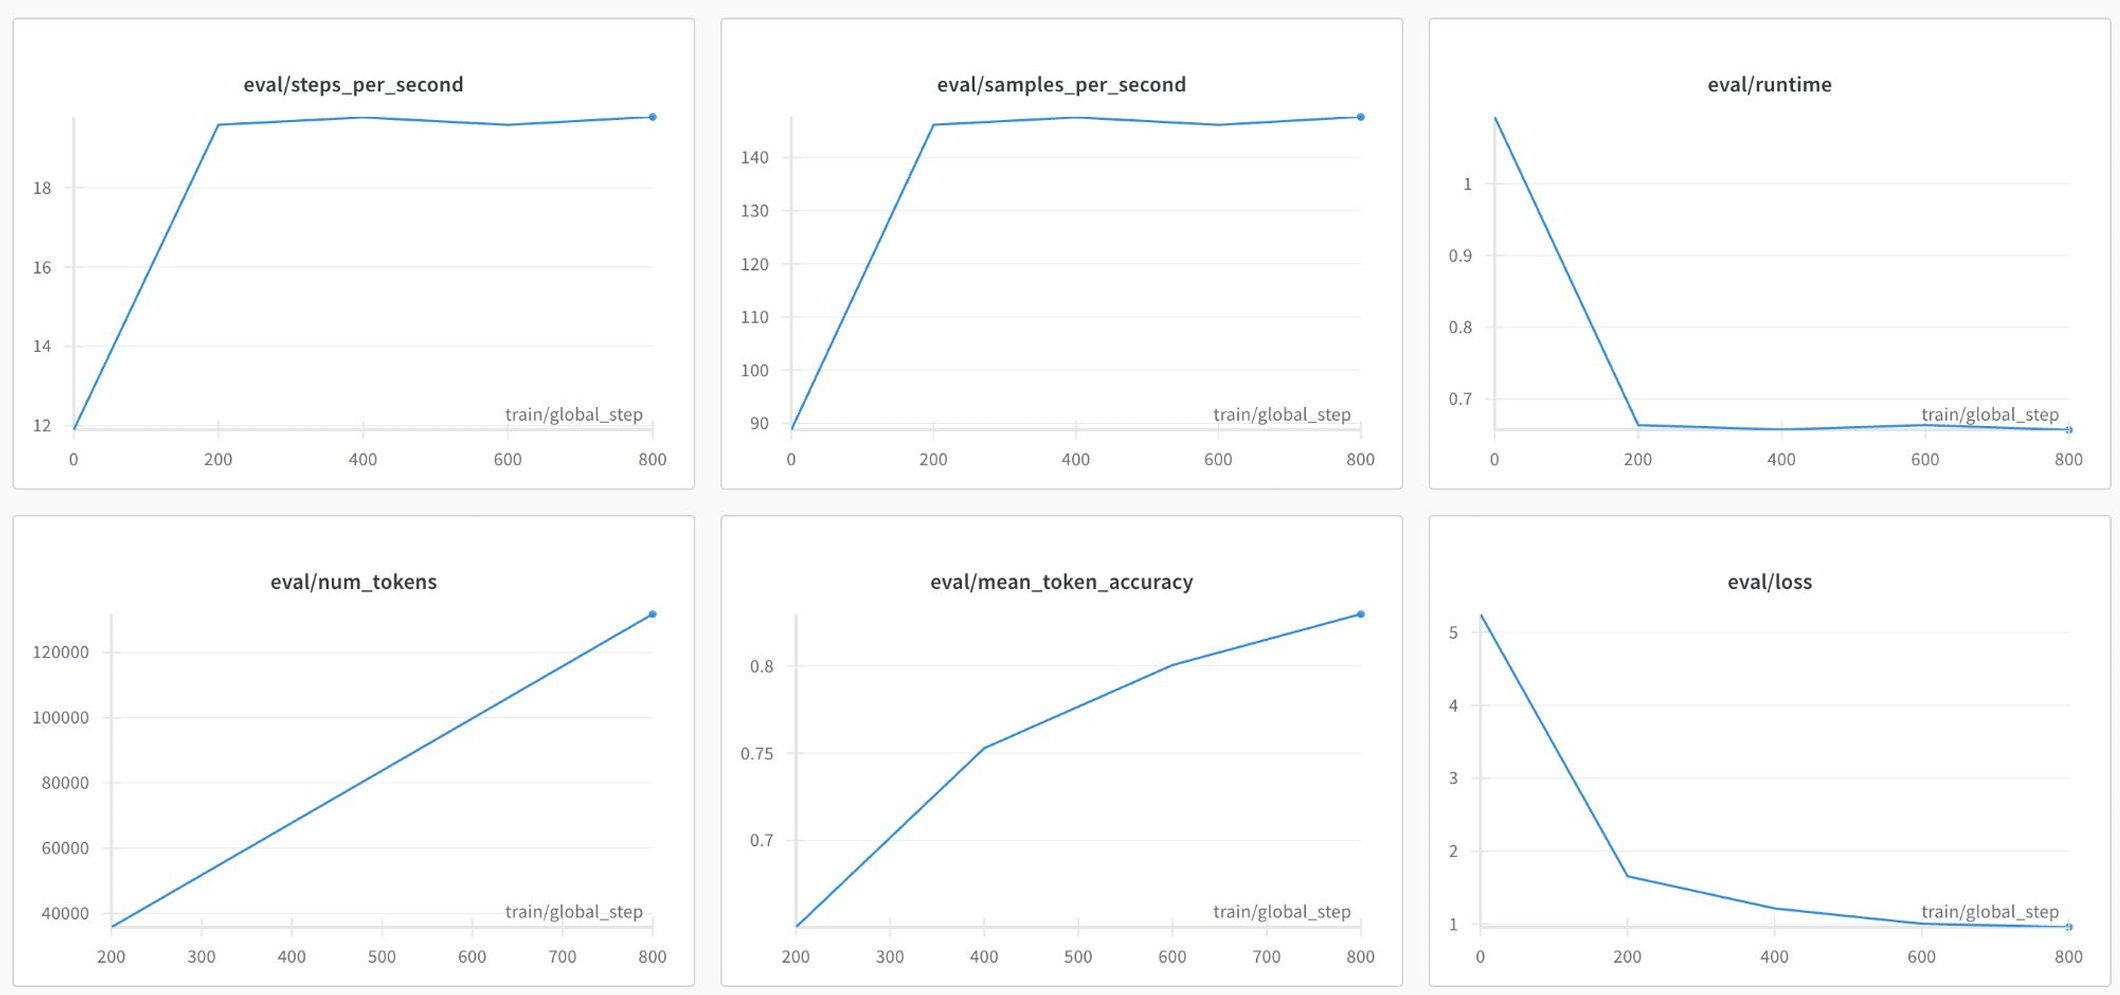 eval/steps_per_second
18
16
14
12
train/global_step
0 200 400 600 800
eval/samples_per_second
140
130
120
110
100
90
train/global_step
0 200 400 600 800
eval/runtime
1
0.9
0.8
0.7
train/global_step
0 200 400 600 800
eval/num_tokens
120000
100000
80000
60000
40000
train/global_step
200 300 400 500 600 700 800
eval/mean_token_accuracy
0.8
0.75
0.7
train/global_step
200 300 400 500 600 700 800
eval/loss
5
4
3
2
1
train/global_step
0 200 400 600 800